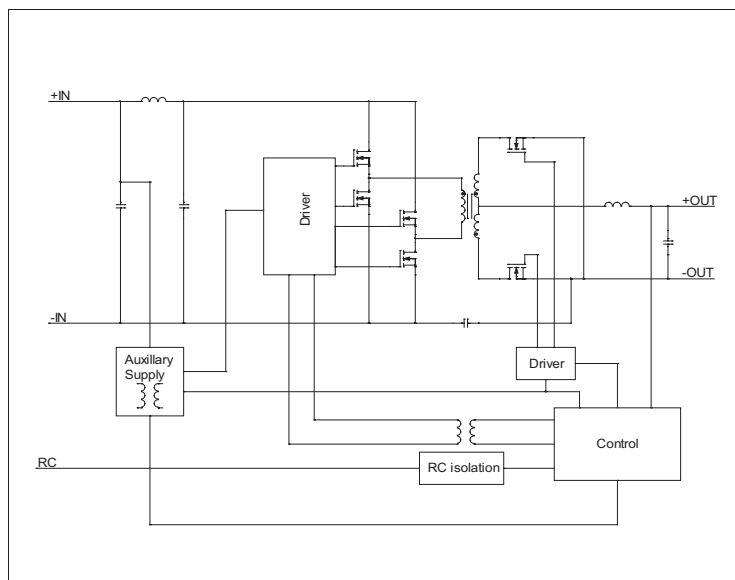 +IN
Driver
+OUT
-OUT
-IN
Auxillary
Supply
Driver
Control
RC
RC isolation